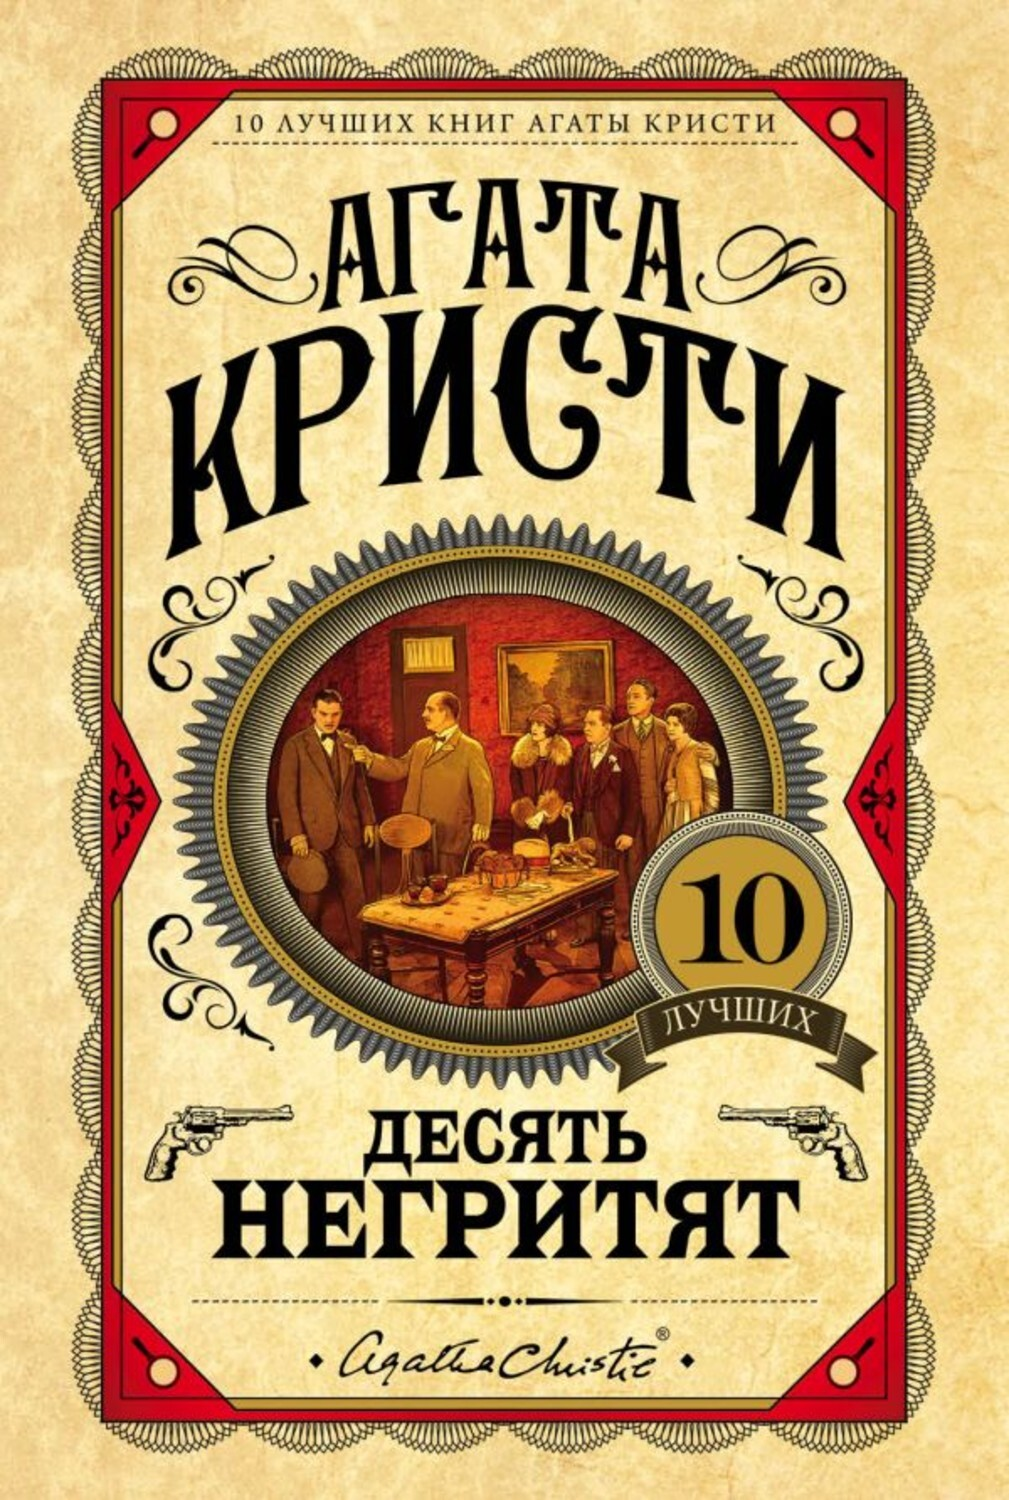 10 ЛУЧШИХ КНИГ АГАТЫ КРИСТИ
АГАТА
КРИСТИ
10
ЛУЧШИХ
ДЕСЯТЬ
НЕГРИТЯТ
Agatha Christie®